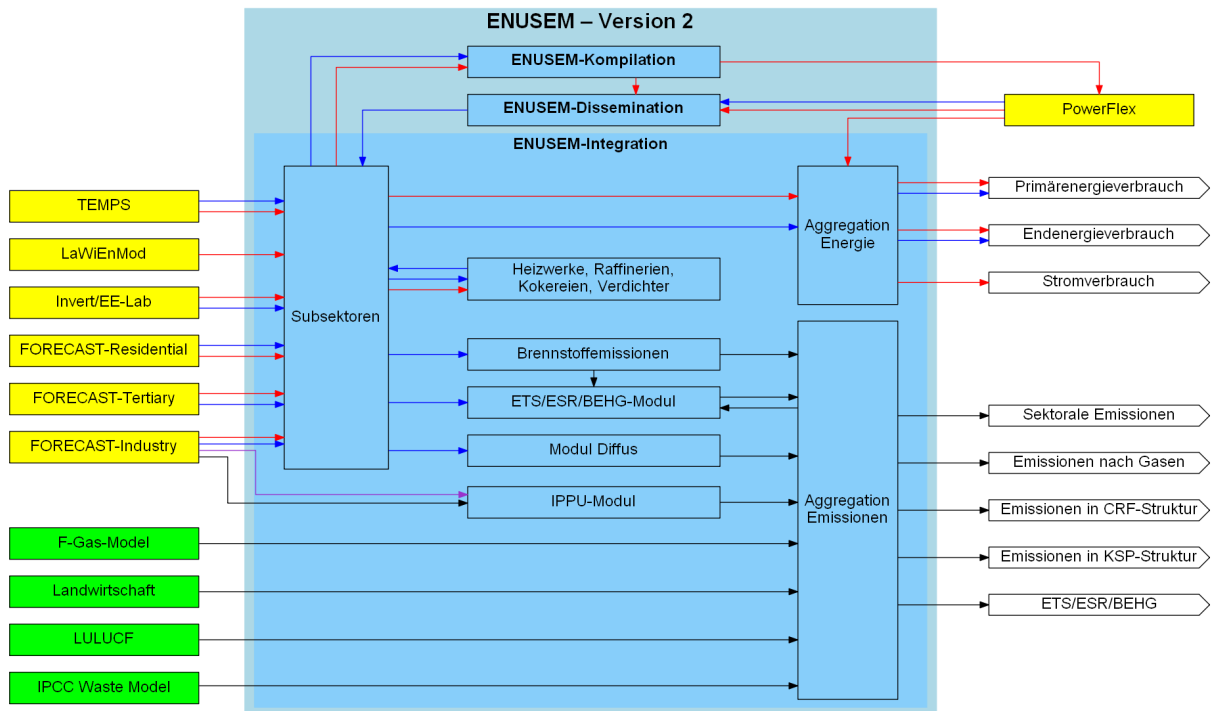 ENUSEM – Version 2
ENUSEM-Kompilation
ENUSEM-Dissemination
PowerFlex
ENUSEM-Integration
TEMPS
LaWiEnMod
Invert/EE-Lab
FORECAST-Residential
FORECAST-Tertiary
FORECAST-Industry
F-Gas-Model
Landwirtschaft
LULUCF
IPCC Waste Model
Subsektoren
Heizwerke, Raffinerien,
Kokereien, Verdichter
Brennstoffemissionen
ETS/ESR/BEHG-Modul
Modul Diffus
IPPU-Modul
Aggregation
Energie
Aggregation
Emissionen
Primärenergieverbrauch
Endenergieverbrauch
Stromverbrauch
Sektorale Emissionen
Emissionen nach Gasen
Emissionen in CRF-Struktur
Emissionen in KSP-Struktur
ETS/ESR/BEHG